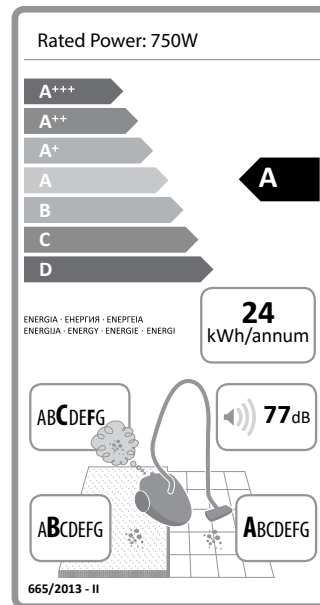 Rated Power: 750W
A+++
A++
A+
A
A
B
C
D
ENERGIA · ЕНЕРГИЯ · ΕΝΕΡΓΕΙΑ
ENERGIJA · ENERGY · ENERGIE · ENERGI
24
kWh/annum
ABCDEFG
77dB
ABCDEFG
ABCDEFG
665/2013 - II